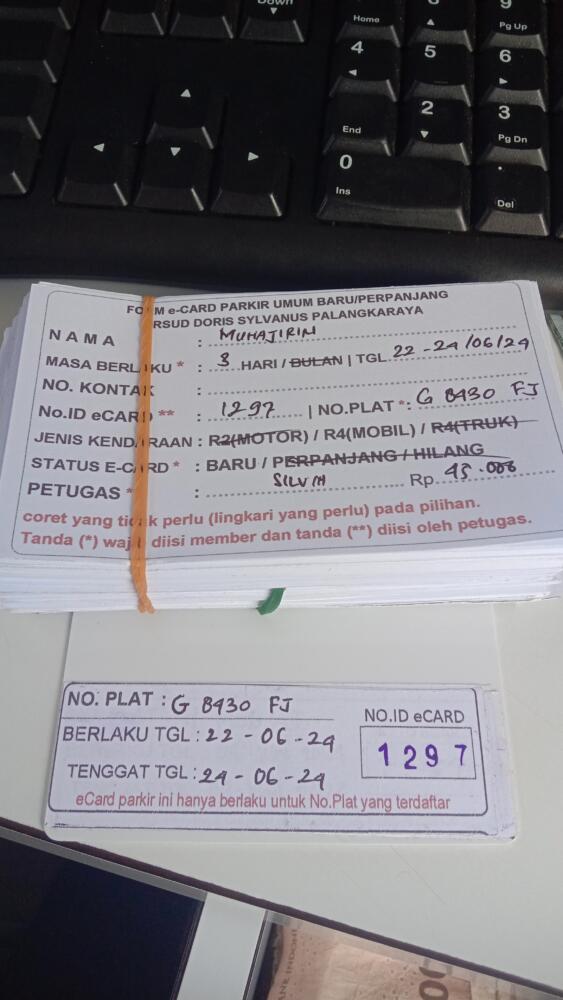 Down
Home
9
Pg Up
4
5
6
End
2
3
Pg Dn
0
Ins
.
Del
FORM e-CARD PARKIR UMUM BARU/PERPANJANG
RSUD DORIS SYLVANUS PALANGKARAYA
NAMA : MUHAJIRIN
MASA BERLAKU * : 3 HARI / BULAN | TGL. 22 - 24/06/24
NO. KONTAK :
No.ID eCARD ** : 1297 | NO.PLAT *: G 8430 FJ
JENIS KENDARAAN : R2(MOTOR) / R4(MOBIL) / R4(TRUK)
STATUS E-CARD * : BARU / PERPANJANG / HILANG
PETUGAS * : SILVIA Rp. 45.000
coret yang tidak perlu (lingkari yang perlu) pada pilihan.
Tanda (*) wajib diisi member dan tanda (**) diisi oleh petugas.
NO. PLAT : G 8430 FJ
BERLAKU TGL : 22 - 06 - 24
TENGGAT TGL : 24 - 06 - 24
NO.ID eCARD
1297
eCard parkir ini hanya berlaku untuk No.Plat yang terdaftar